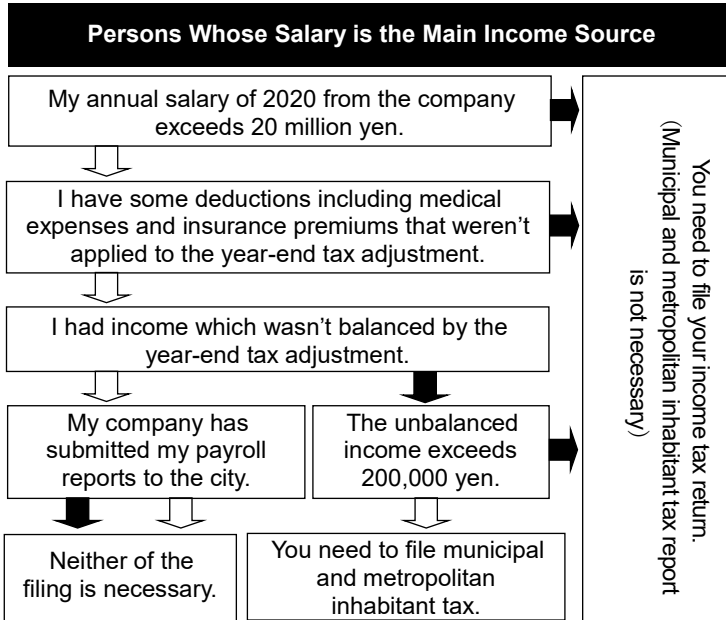 Persons Whose Salary is the Main Income Source
My annual salary of 2020 from the company
exceeds 20 million yen.
I have some deductions including medical
expenses and insurance premiums that weren't
applied to the year-end tax adjustment.
I had income which wasn't balanced by the
year-end tax adjustment.
My company has
submitted my payroll
reports to the city.
The unbalanced
income exceeds
200,000 yen.
Neither of the
filing is necessary.
You need to file municipal
and metropolitan
inhabitant tax.
You need to file your income tax return.
(Municipal and metropolitan inhabitant tax report
is not necessary)